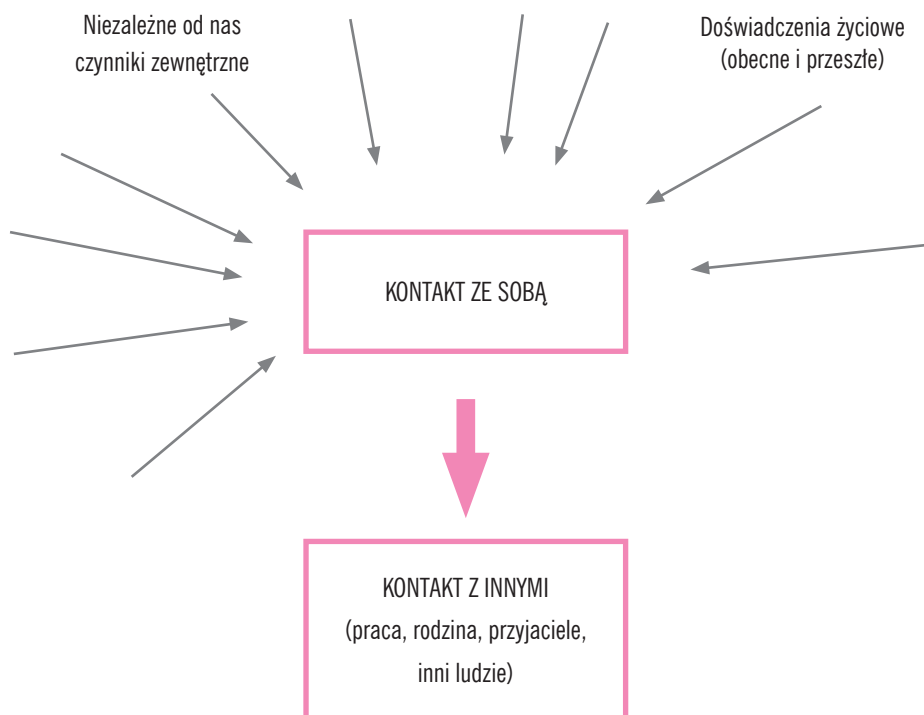 Niezależne od nas
czynniki zewnętrzne
Doświadczenia życiowe
(obecne i przeszłe)
KONTAKT ZE SOBĄ
KONTAKT Z INNYMI
(praca, rodzina, przyjaciele,
inni ludzie)